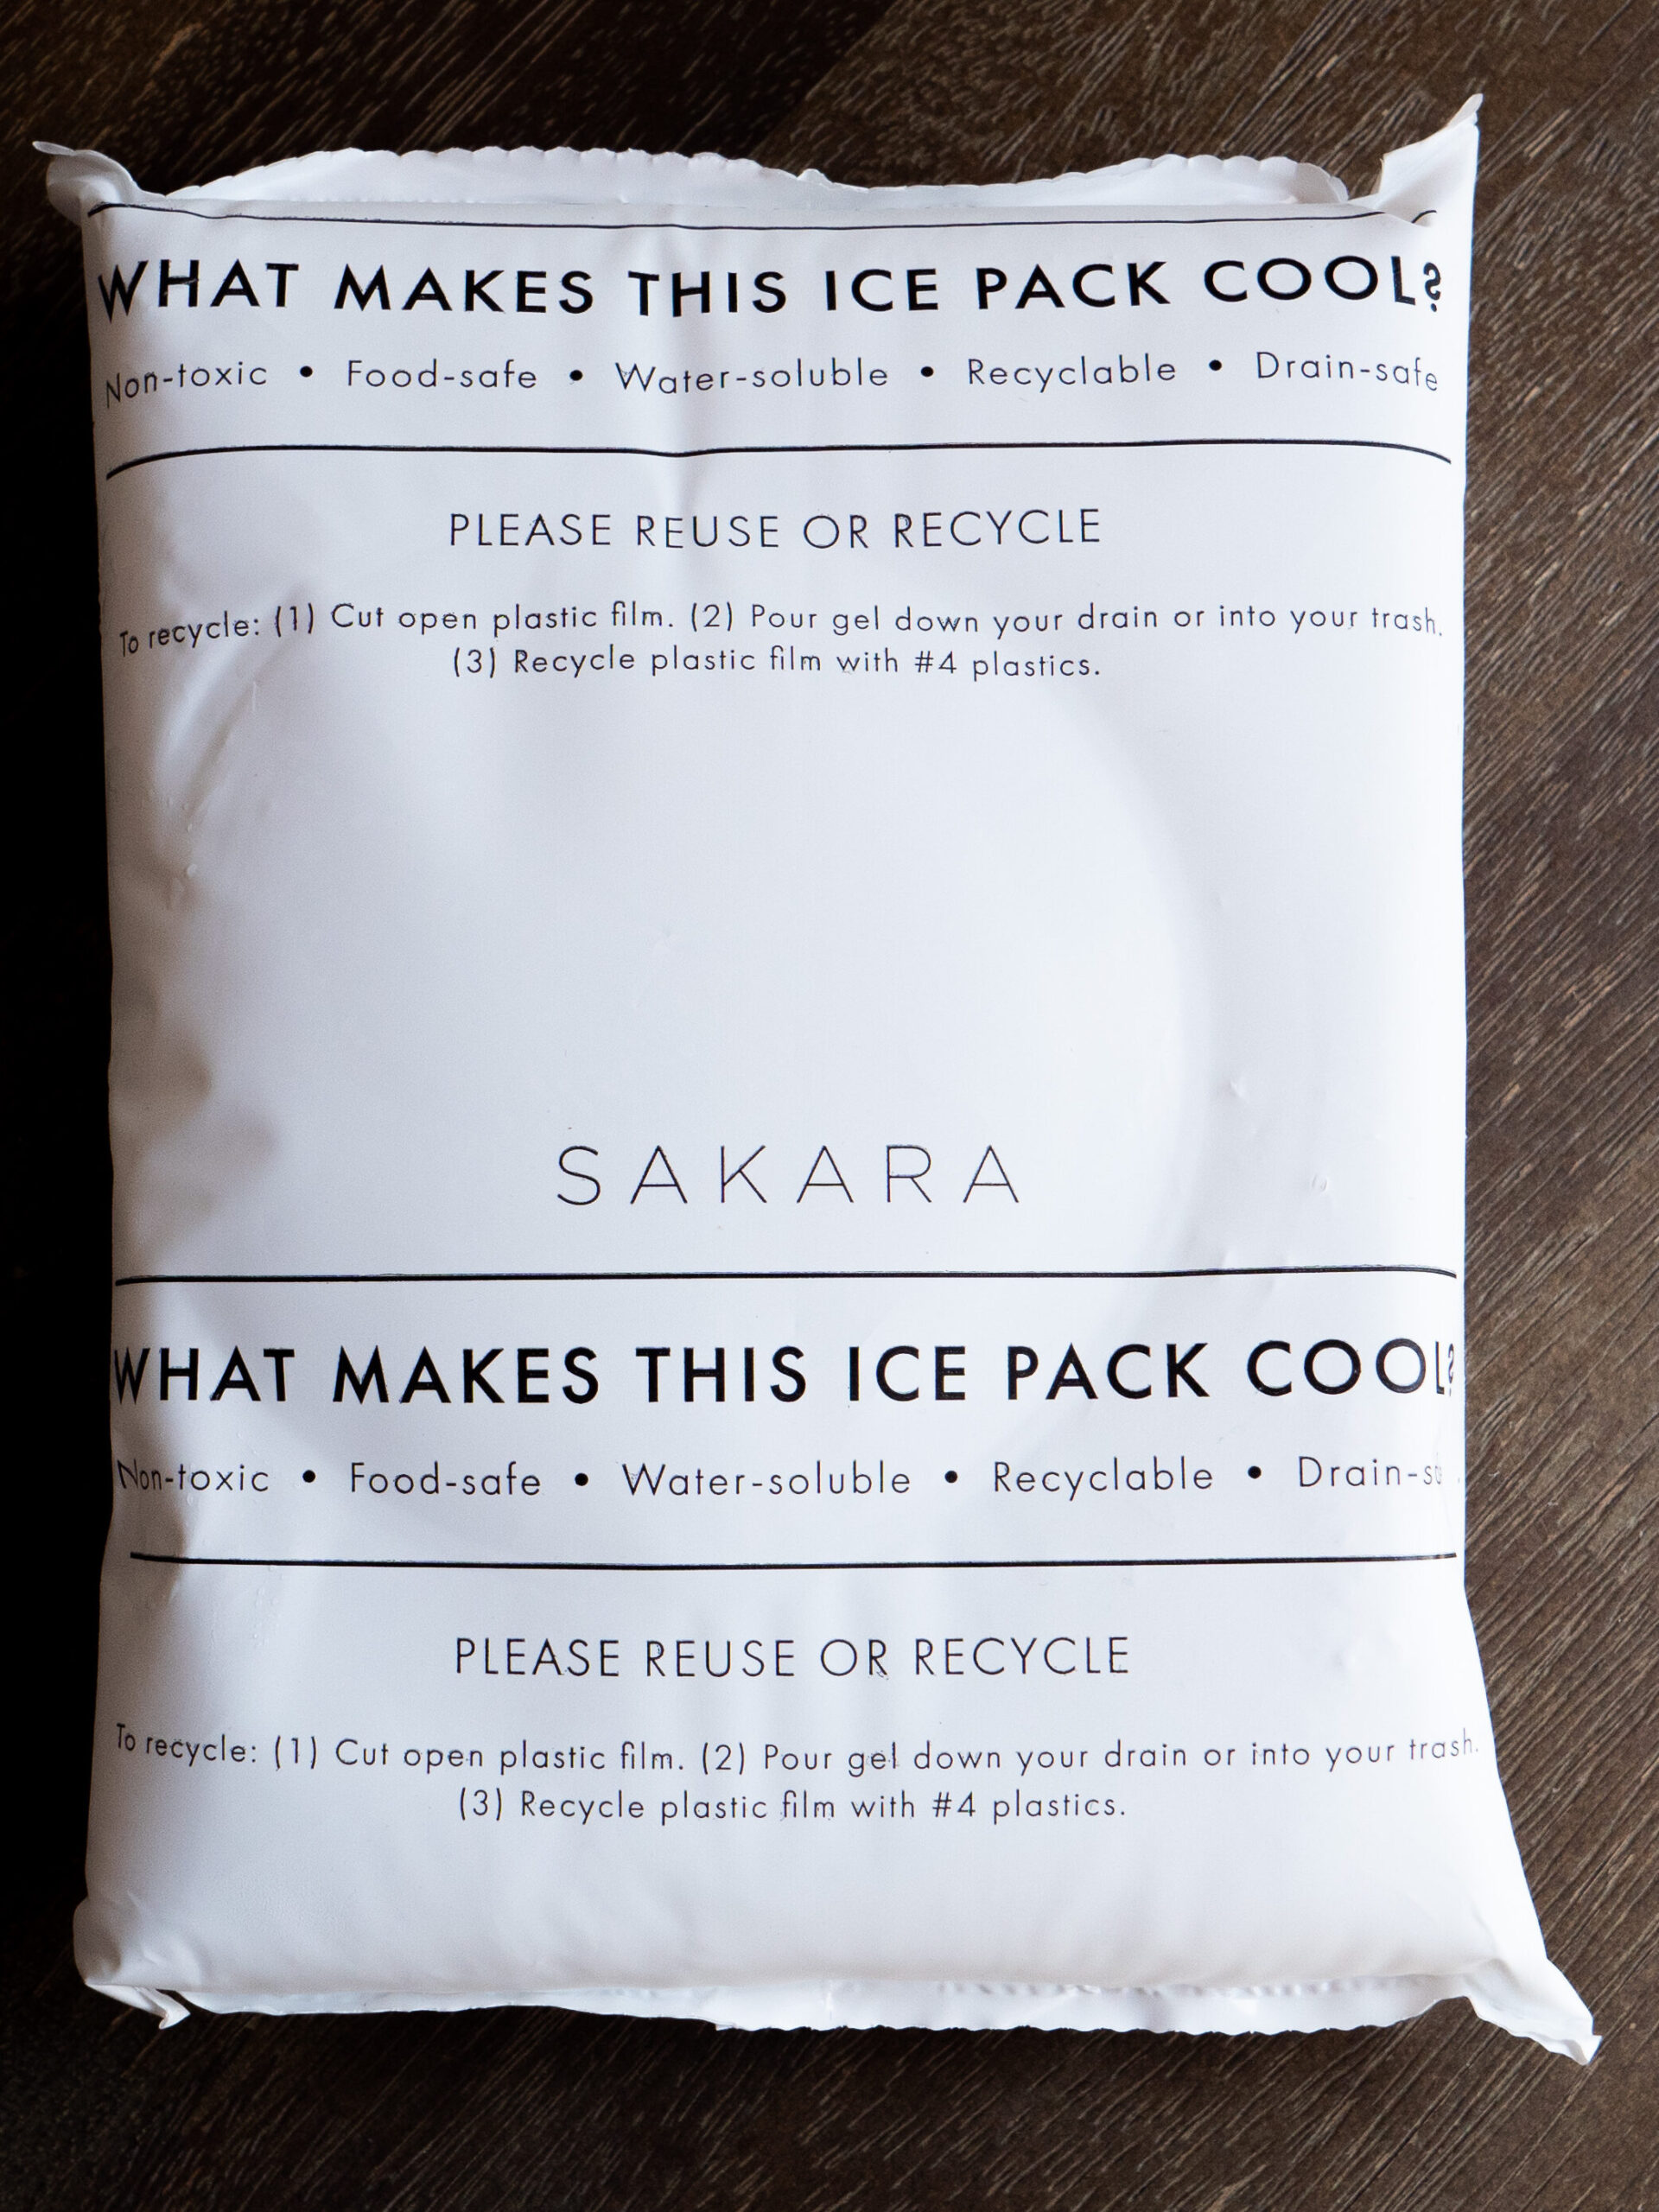 WHAT MAKES THIS ICE PACK COOL?
Non-toxic • Food-safe • Water-soluble • Recyclable • Drain-safe
PLEASE REUSE OR RECYCLE
To recycle: (1) Cut open plastic film. (2) Pour gel down your drain or into your trash.
(3) Recycle plastic film with #4 plastics.
SAKARA
WHAT MAKES THIS ICE PACK COOL?
Non-toxic • Food-safe • Water-soluble • Recyclable • Drain-s
PLEASE REUSE OR RECYCLE
To recycle: (1) Cut open plastic film. (2) Pour gel down your drain or into your trash.
(3) Recycle plastic film with #4 plastics.